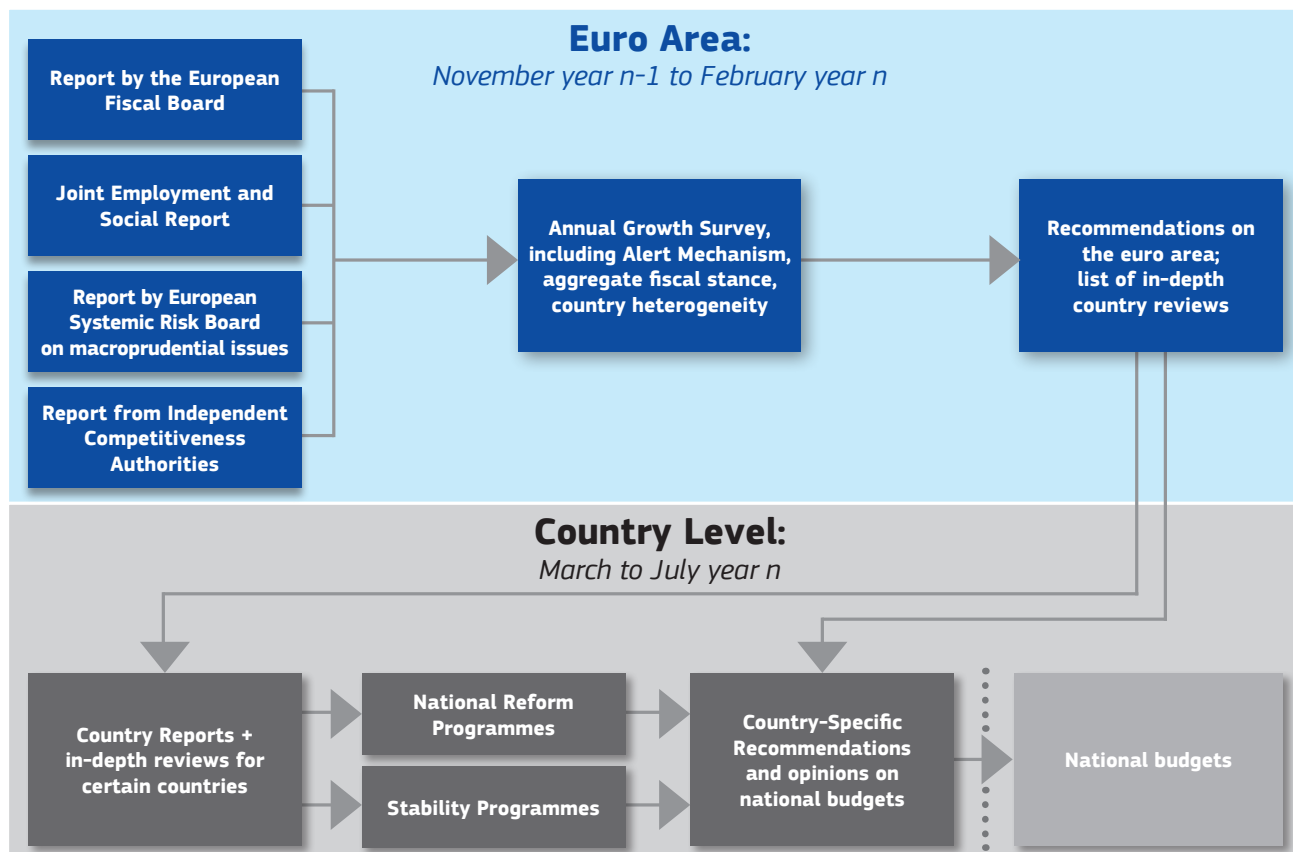 Euro Area:
November year n-1 to February year n
Report by the European
Fiscal Board
Joint Employment and
Social Report
Report by European
Systemic Risk Board
on macroprudential issues
Report from Independent
Competitiveness
Authorities
Annual Growth Survey,
including Alert Mechanism,
aggregate fiscal stance,
country heterogeneity
Recommendations on
the euro area;
list of in-depth
country reviews
Country Level:
March to July year n
Country Reports +
in-depth reviews for
certain countries
National Reform
Programmes
Stability Programmes
Country-Specific
Recommendations
and opinions on
national budgets
National budgets